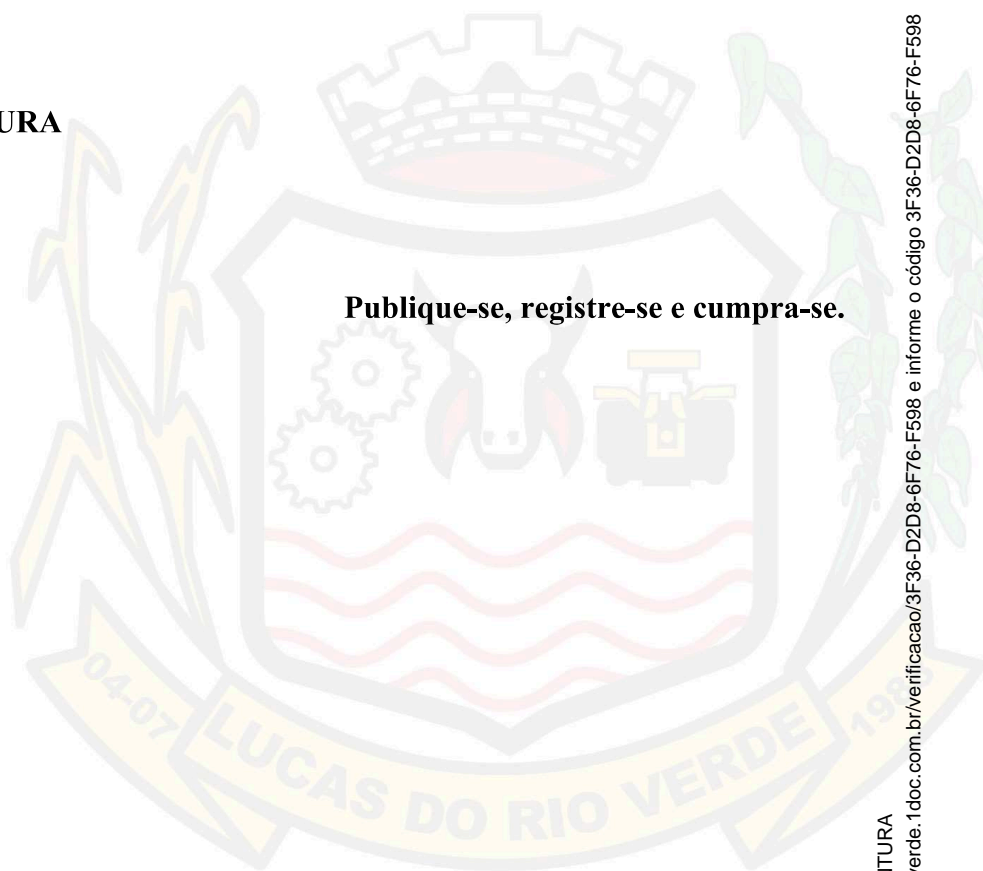 URA
Publique-se, registre-se e cumpra-se.
04-07
LUCAS DO RIO VERDE
ITURA
erde.1doc.com.br/verificacao/3F36-D2D8-6F76-F598 e informe o código 3F36-D2D8-6F76-F598